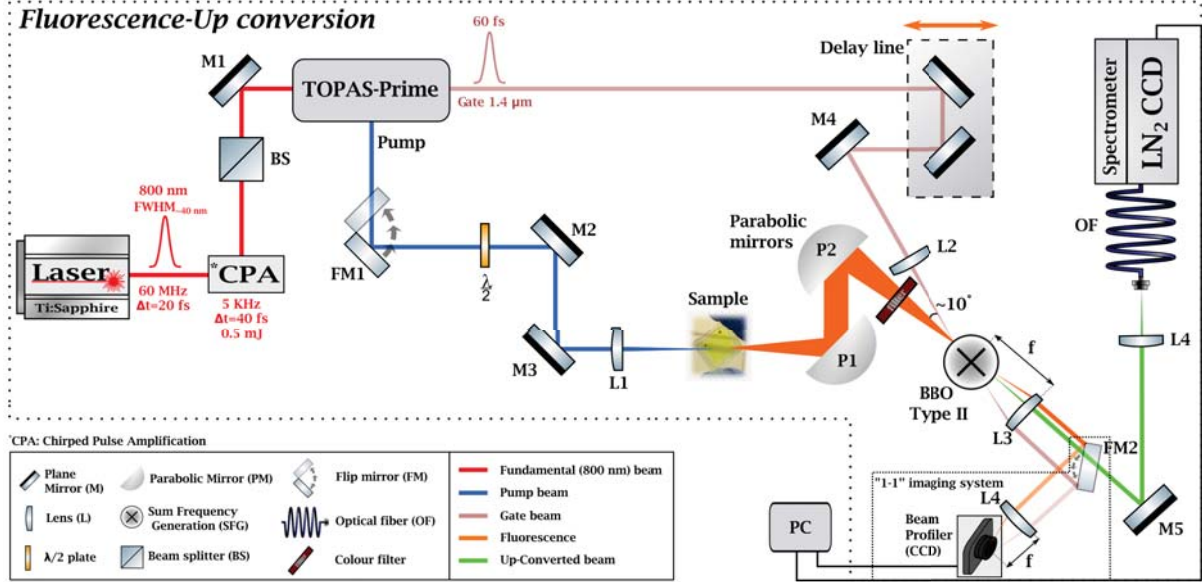 Fluorescence-Up conversion
60 fs
M1
TOPAS-Prime
Gate 1.4 µm
Delay line
Pump
BS
M4
Spectrometer
LN2 CCD
OF
800 nm
FWHM~40 nm
Laser
Ti:Sapphire
60 MHz
Δt=20 fs
*CPA
5 KHz
Δt=40 fs
0.5 mJ
FM1
λ
2
M2
M3
L1
Sample
Parabolic
mirrors
P2
P1
L2
~10°
f
BBO
Type II
L3
L4
FM2
"1-1" imaging system
L4
Beam
Profiler
(CCD)
f
M5
PC
*CPA: Chirped Pulse Amplification
Plane
Mirror (M)
Parabolic Mirror (PM)
Flip mirror (FM)
Lens (L)
Sum Frequency
Generation (SFG)
Optical fiber (OF)
λ/2 plate
Beam splitter (BS)
Colour filter
Fundamental (800 nm) beam
Pump beam
Gate beam
Fluorescence
Up-Converted beam